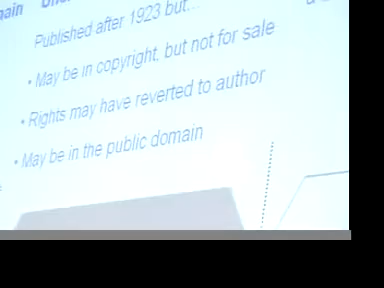 Published after 1923 but...
• May be in copyright, but not for sale
• Rights may have reverted to author
• May be in the public domain